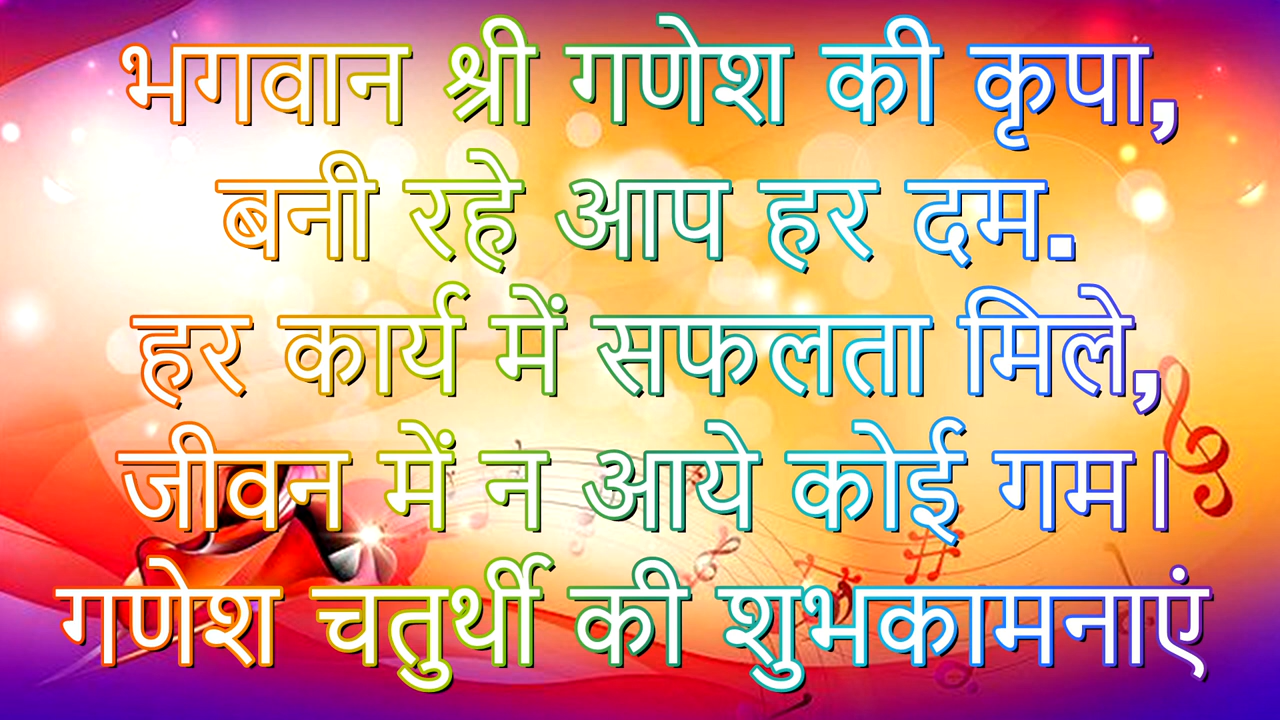 भगवान श्री गणेश की कृपा,
बनी रहे आप हर दम.
हर कार्य में सफलता मिले,
जीवन में न आये कोई गम।
गणेश चतुर्थी की शुभकामनाएं